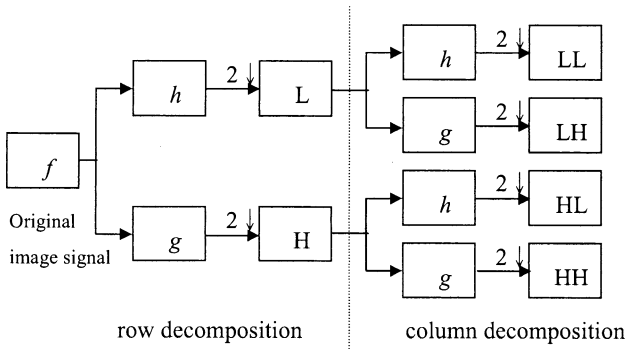 h 2↓ LL
h 2↓ L
g 2↓ LH
f
h 2↓ HL
Original
g 2↓ H
image signal
g 2↓ HH
row decomposition column decomposition